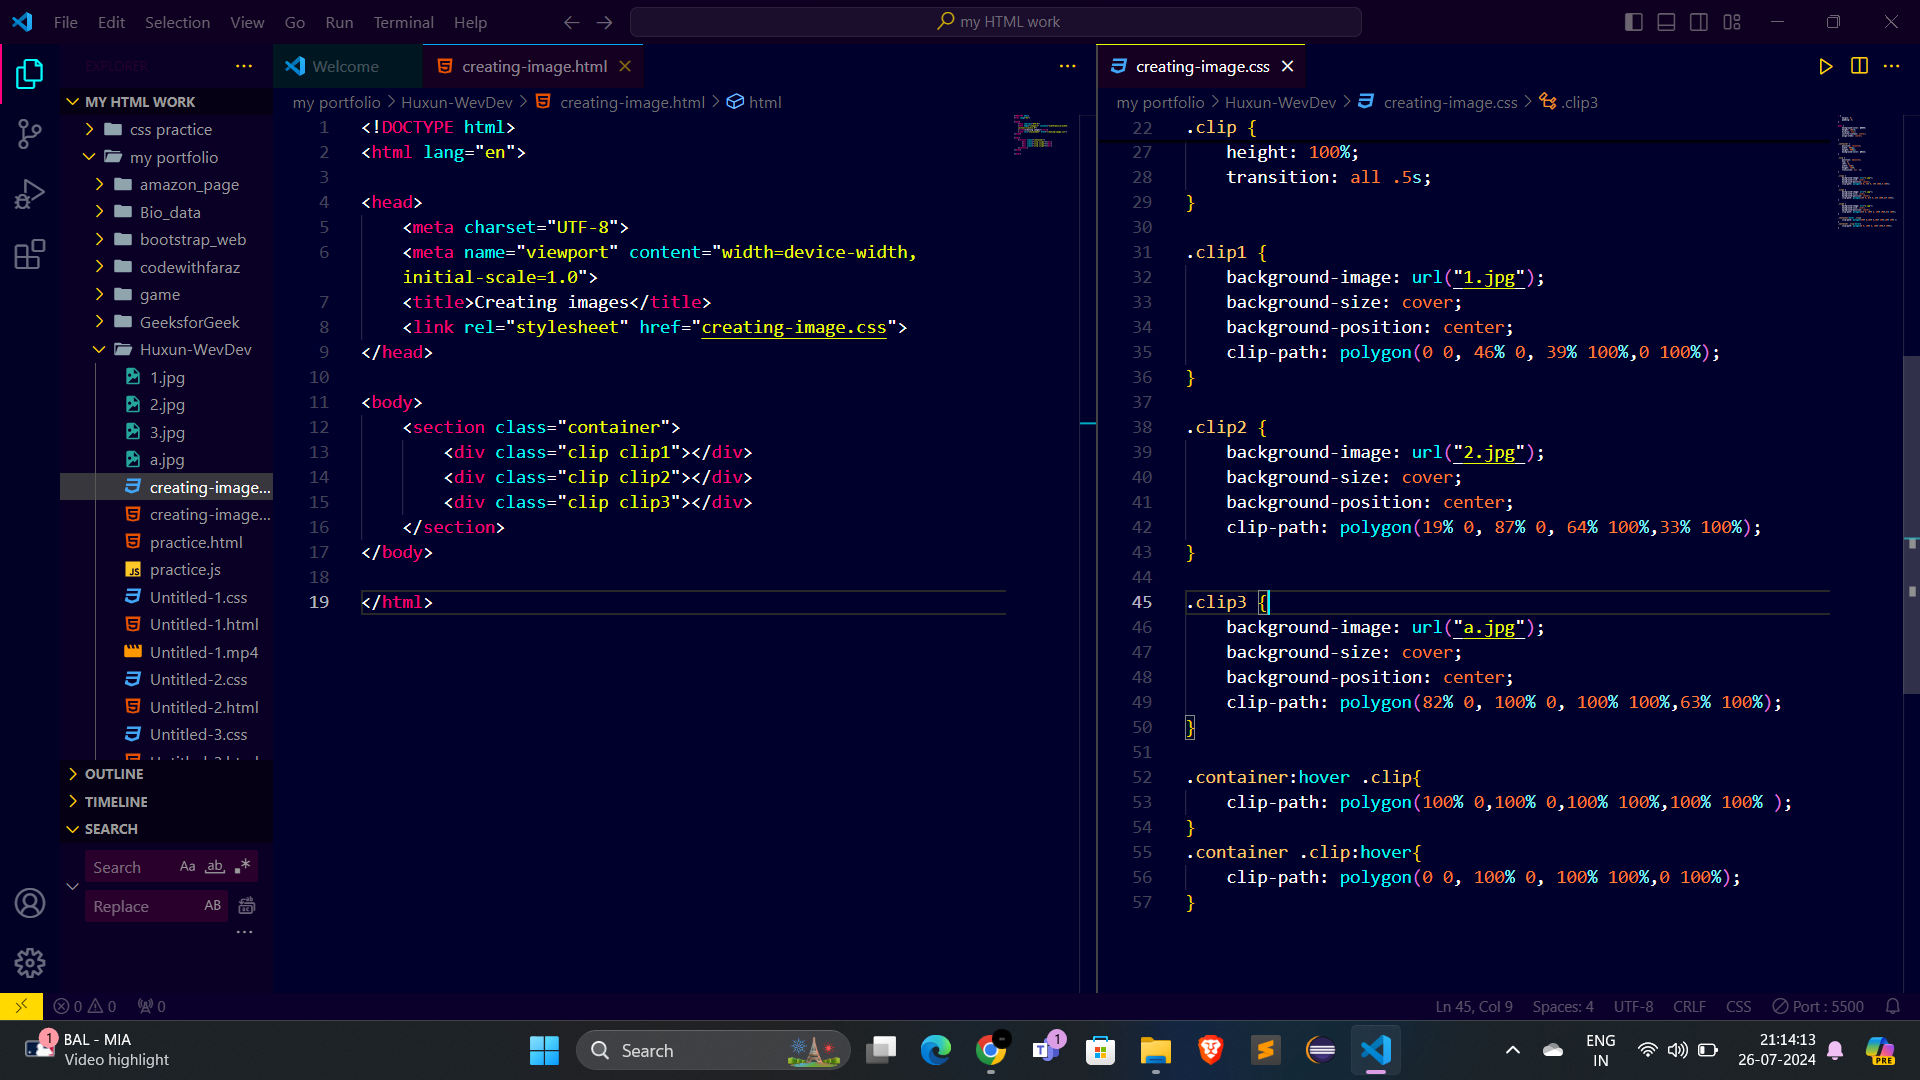 File Edit Selection View Go Run Terminal Help
my HTML work
EXPLORER
MY HTML WORK
css practice
my portfolio
amazon_page
Bio_data
bootstrap_web
codewithfaraz
game
GeeksforGeek
Huxun-WevDev
1.jpg
2.jpg
3.jpg
a.jpg
creating-image...
creating-image...
practice.html
practice.js
Untitled-1.css
Untitled-1.html
Untitled-1.mp4
Untitled-2.css
Untitled-2.html
Untitled-3.css
OUTLINE
TIMELINE
SEARCH
Search Aa ab .*
Replace AB
Welcome creating-image.html
my portfolio > Huxun-WevDev > creating-image.html > html
1 <!DOCTYPE html>
2 <html lang="en">
3
4 <head>
5 <meta charset="UTF-8">
6 <meta name="viewport" content="width=device-width,
initial-scale=1.0">
7 <title>Creating images</title>
8 <link rel="stylesheet" href="creating-image.css">
9 </head>
10
11 <body>
12 <section class="container">
13 <div class="clip clip1"></div>
14 <div class="clip clip2"></div>
15 <div class="clip clip3"></div>
16 </section>
17 </body>
18
19 </html>
creating-image.css
my portfolio > Huxun-WevDev > creating-image.css > .clip3
22 .clip {
27 height: 100%;
28 transition: all .5s;
29 }
30
31 .clip1 {
32 background-image: url("1.jpg");
33 background-size: cover;
34 background-position: center;
35 clip-path: polygon(0 0, 46% 0, 39% 100%,0 100%);
36 }
37
38 .clip2 {
39 background-image: url("2.jpg");
40 background-size: cover;
41 background-position: center;
42 clip-path: polygon(19% 0, 87% 0, 64% 100%,33% 100%);
43 }
44
45 .clip3 {
46 background-image: url("a.jpg");
47 background-size: cover;
48 background-position: center;
49 clip-path: polygon(82% 0, 100% 0, 100% 100%,63% 100%);
50 }
51
52 .container:hover .clip{
53 clip-path: polygon(100% 0,100% 0,100% 100%,100% 100% );
54 }
55 .container .clip:hover{
56 clip-path: polygon(0 0, 100% 0, 100% 100%,0 100%);
57 }
0 0 0
Ln 45, Col 9 Spaces: 4 UTF-8 CRLF CSS Port : 5500
1 BAL - MIA
Video highlight
Search
1
ENG
IN
21:14:13
26-07-2024
PRE